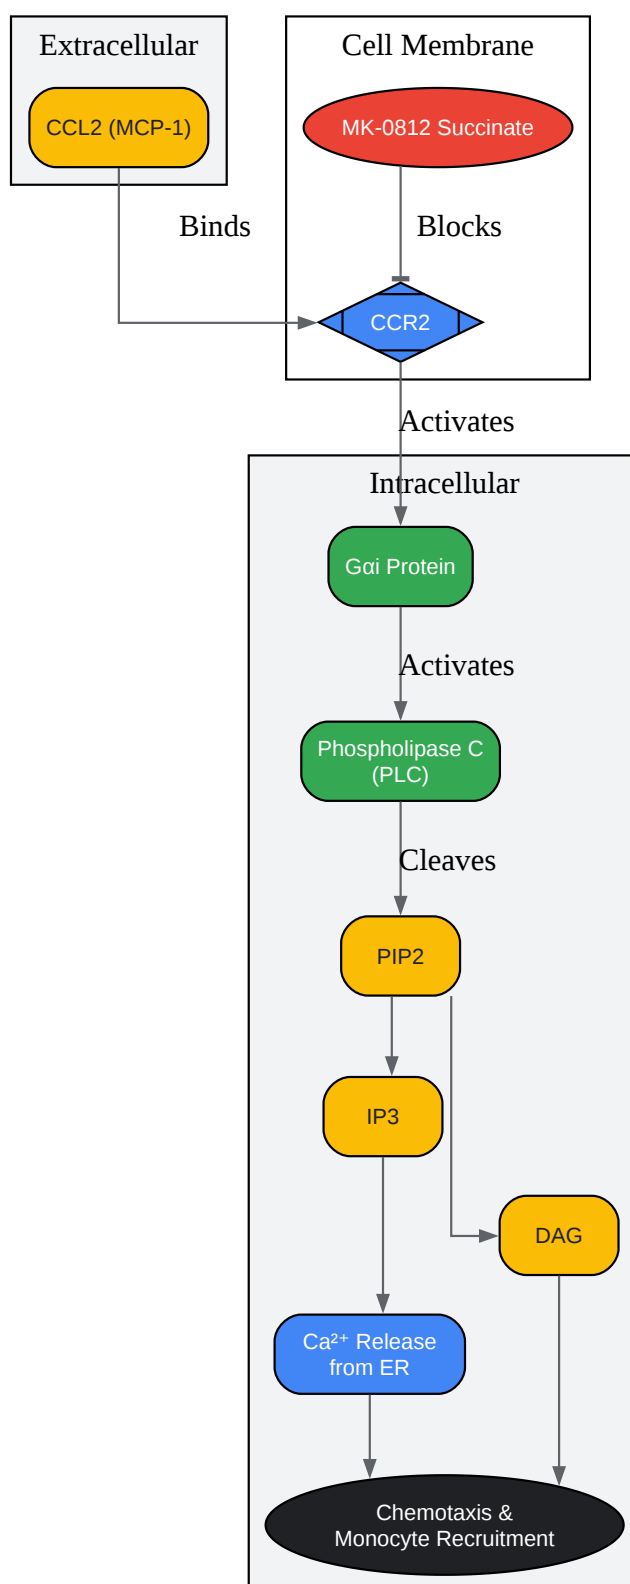 Extracellular
Cell Membrane
CCL2 (MCP-1)
MK-0812 Succinate
Binds
Blocks
CCR2
Activates
Intracellular
Gαi Protein
Activates
Phospholipase C
(PLC)
Cleaves
PIP2
IP3
DAG
Ca²⁺ Release
from ER
Chemotaxis &
Monocyte Recruitment